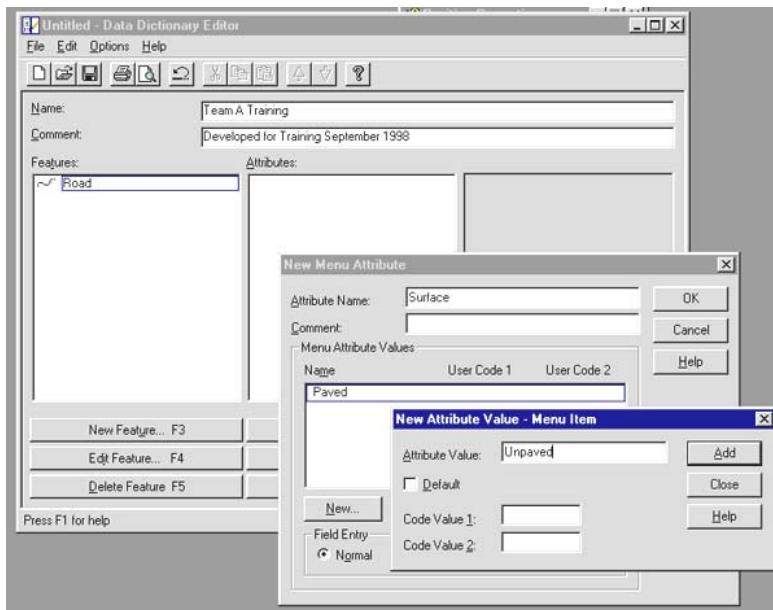 Untitled - Data Dictionary Editor
File Edit Options Help
Name: Team A Training
Comment: Developed for Training September 1998
Features: Attributes:
Road
New Feature... F3
Edit Feature... F4
Delete Feature F5
Press F1 for help
New Menu Attribute
Attribute Name: Surface
OK
Comment:
Cancel
Help
Menu Attribute Values
Name User Code 1 User Code 2
Paved
New...
Field Entry
Normal
New Attribute Value - Menu Item
Attribute Value: Unpaved
Add
Default
Close
Code Value 1:
Help
Code Value 2: